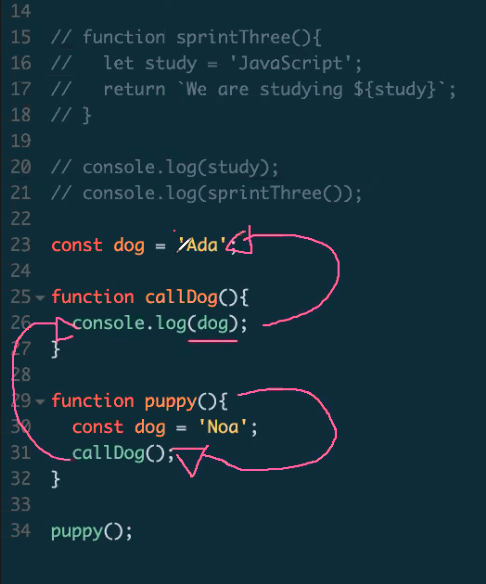 14
15 // function sprintThree(){
16 //   let study = 'JavaScript';
17 //   return `We are studying ${study}`;
18 // }
19
20 // console.log(study);
21 // console.log(sprintThree());
22
23 const dog = 'Ada';
24
25 function callDog(){
26   console.log(dog);
27 }
28
29 function puppy(){
30   const dog = 'Noa';
31   callDog();
32 }
33
34 puppy();